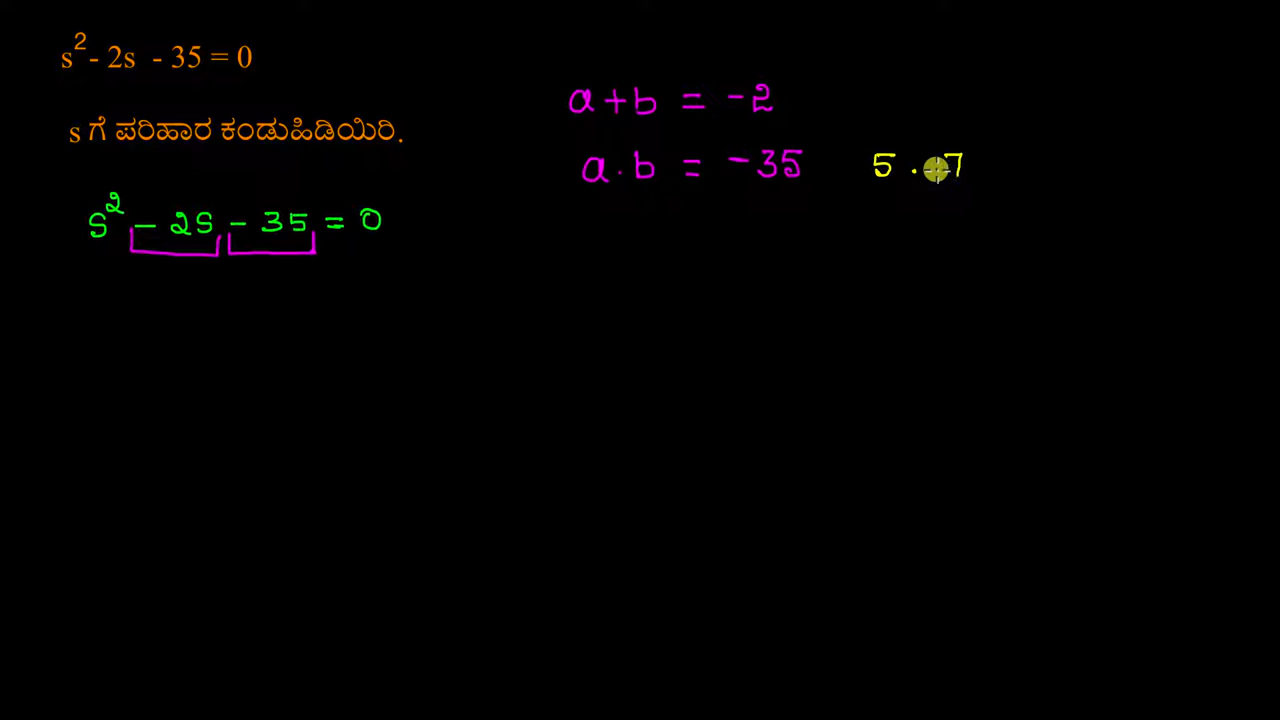 s² - 2s - 35 = 0
s ಗೆ ಪರಿಹಾರ ಕಂಡುಹಿಡಿಯಿರಿ.
s² - 2s - 35 = 0
a + b = -2
a · b = -35 5 · -7